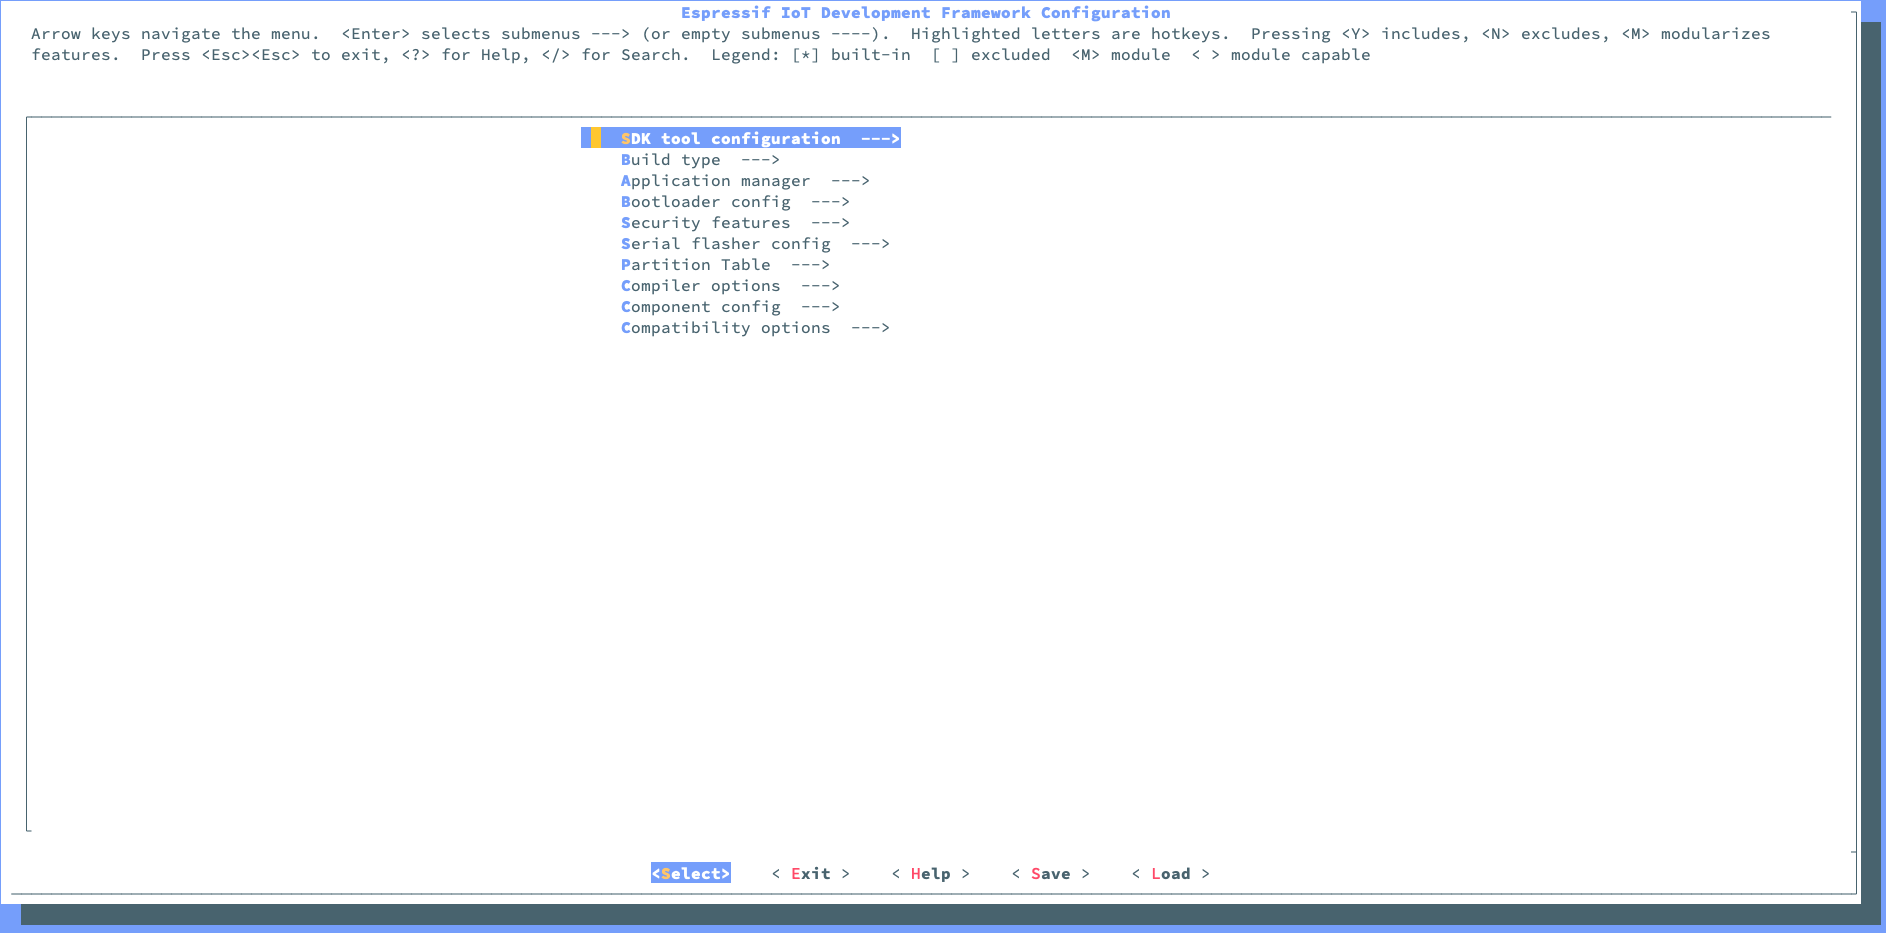 Espressif IoT Development Framework Configuration
Arrow keys navigate the menu.  <Enter> selects submenus ---> (or empty submenus ----).  Highlighted letters are hotkeys.  Pressing <Y> includes, <N> excludes, <M> modularizes
features.  Press <Esc><Esc> to exit, <?> for Help, </> for Search.  Legend: [*] built-in  [ ] excluded  <M> module  < > module capable
SDK tool configuration  --->
Build type  --->
Application manager  --->
Bootloader config  --->
Security features  --->
Serial flasher config  --->
Partition Table  --->
Compiler options  --->
Component config  --->
Compatibility options  --->
<Select>    < Exit >    < Help >    < Save >    < Load >